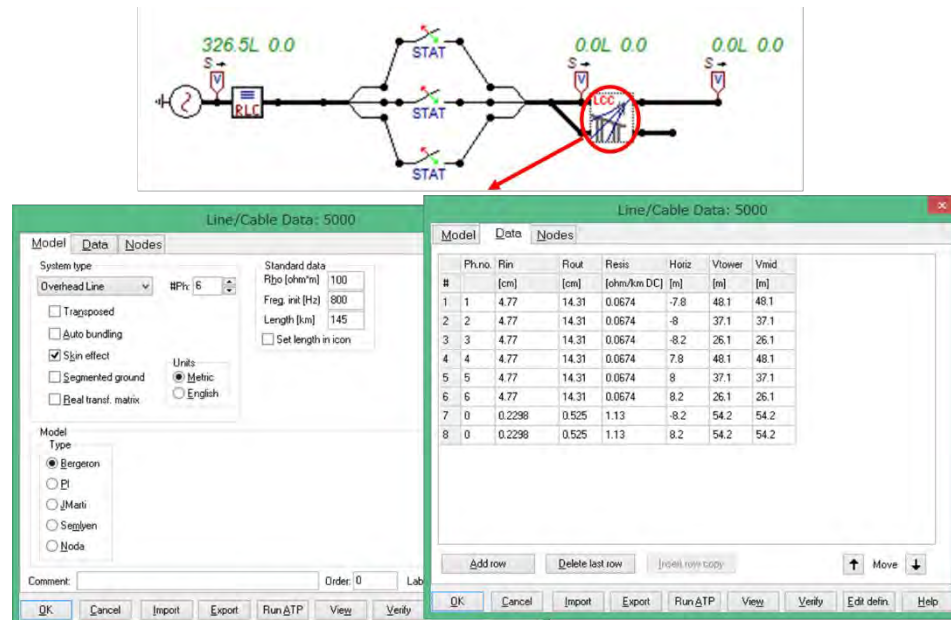 326.5L 0.0
0.0L 0.0
0.0L 0.0
S
S
S
V
V
V
RLC
STAT
STAT
STAT
LCC
Line/Cable Data: 5000
Model Data Nodes
System type
Overhead Line
#Ph: 6
Transposed
Auto bundling
Skin effect
Segmented ground
Real transf. matrix
Units
Metric
English
Standard data
Rho [ohm*m] 100
Freq. init [Hz] 800
Length [km] 145
Set length in icon
Model
Type
Bergeron
PI
JMarti
Semlyen
Noda
Comment: Order: 0 Lab
OK Cancel Import Export Run ATP View Verify
Line/Cable Data: 5000
Model Data Nodes
Ph.no. Rin Rout Resis Horiz Vtower Vmid
# [cm] [cm] [ohm/km DC] [m] [m] [m]
1 1 4.77 14.31 0.0674 -7.8 48.1 48.1
2 2 4.77 14.31 0.0674 -8 37.1 37.1
3 3 4.77 14.31 0.0674 -8.2 26.1 26.1
4 4 4.77 14.31 0.0674 7.8 48.1 48.1
5 5 4.77 14.31 0.0674 8 37.1 37.1
6 6 4.77 14.31 0.0674 8.2 26.1 26.1
7 0 0.2298 0.525 1.13 -8.2 54.2 54.2
8 0 0.2298 0.525 1.13 8.2 54.2 54.2
Add row Delete last row Insert row copy Move
OK Cancel Import Export Run ATP View Verify Edit defin. Help